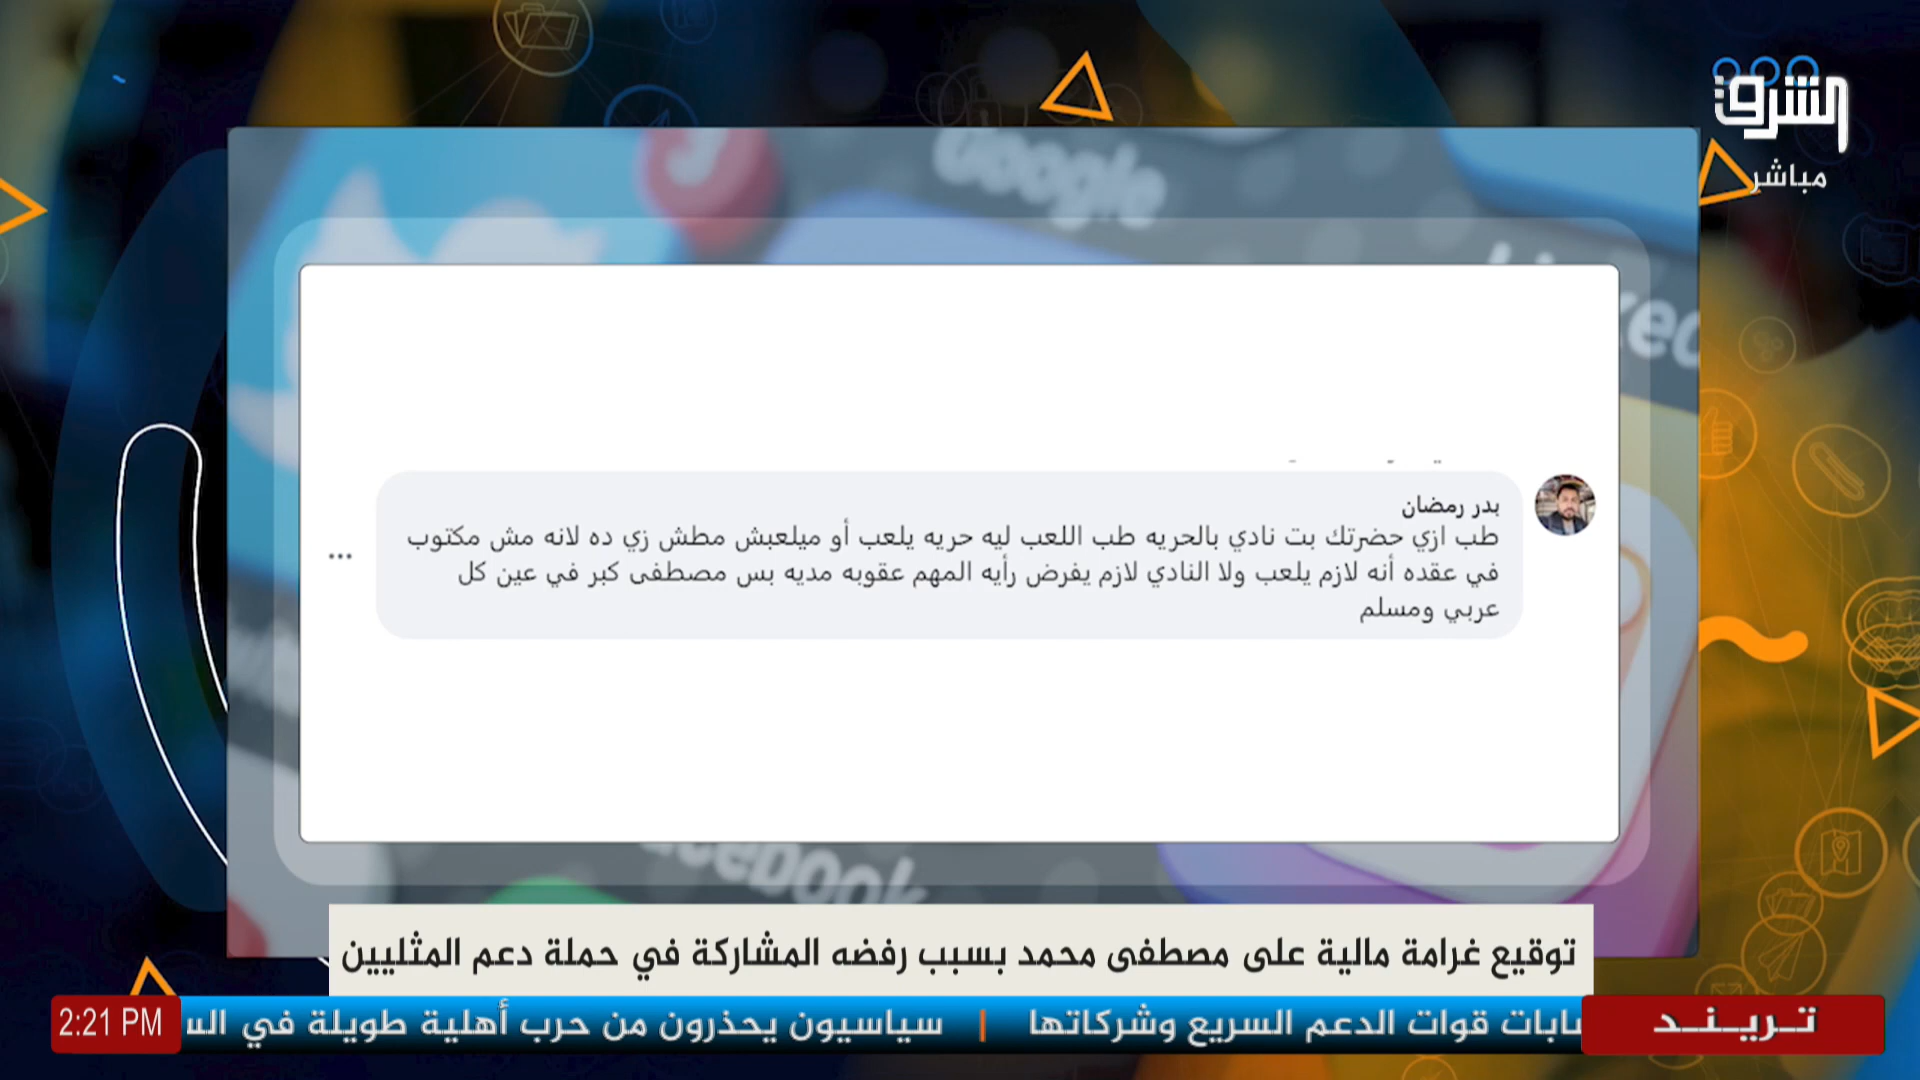 Google
الشرق
مباشر
بدر رمضان
طب ازي حضرتك بت نادي بالحريه طب اللعب ليه حريه يلعب أو ميلعبش مطش زي ده لانه مش مكتوب
في عقده أنه لازم يلعب ولا النادي لازم يفرض رأيه المهم عقوبه مديه بس مصطفى كبر في عين كل
عربي ومسلم
facebook
توقيع غرامة مالية على مصطفى محمد بسبب رفضه المشاركة في حملة دعم المثليين
تـريـنـد
قوات الدعم السريع وشركاتها | سياسيون يحذرون من حرب أهلية طويلة في
2:21 PM